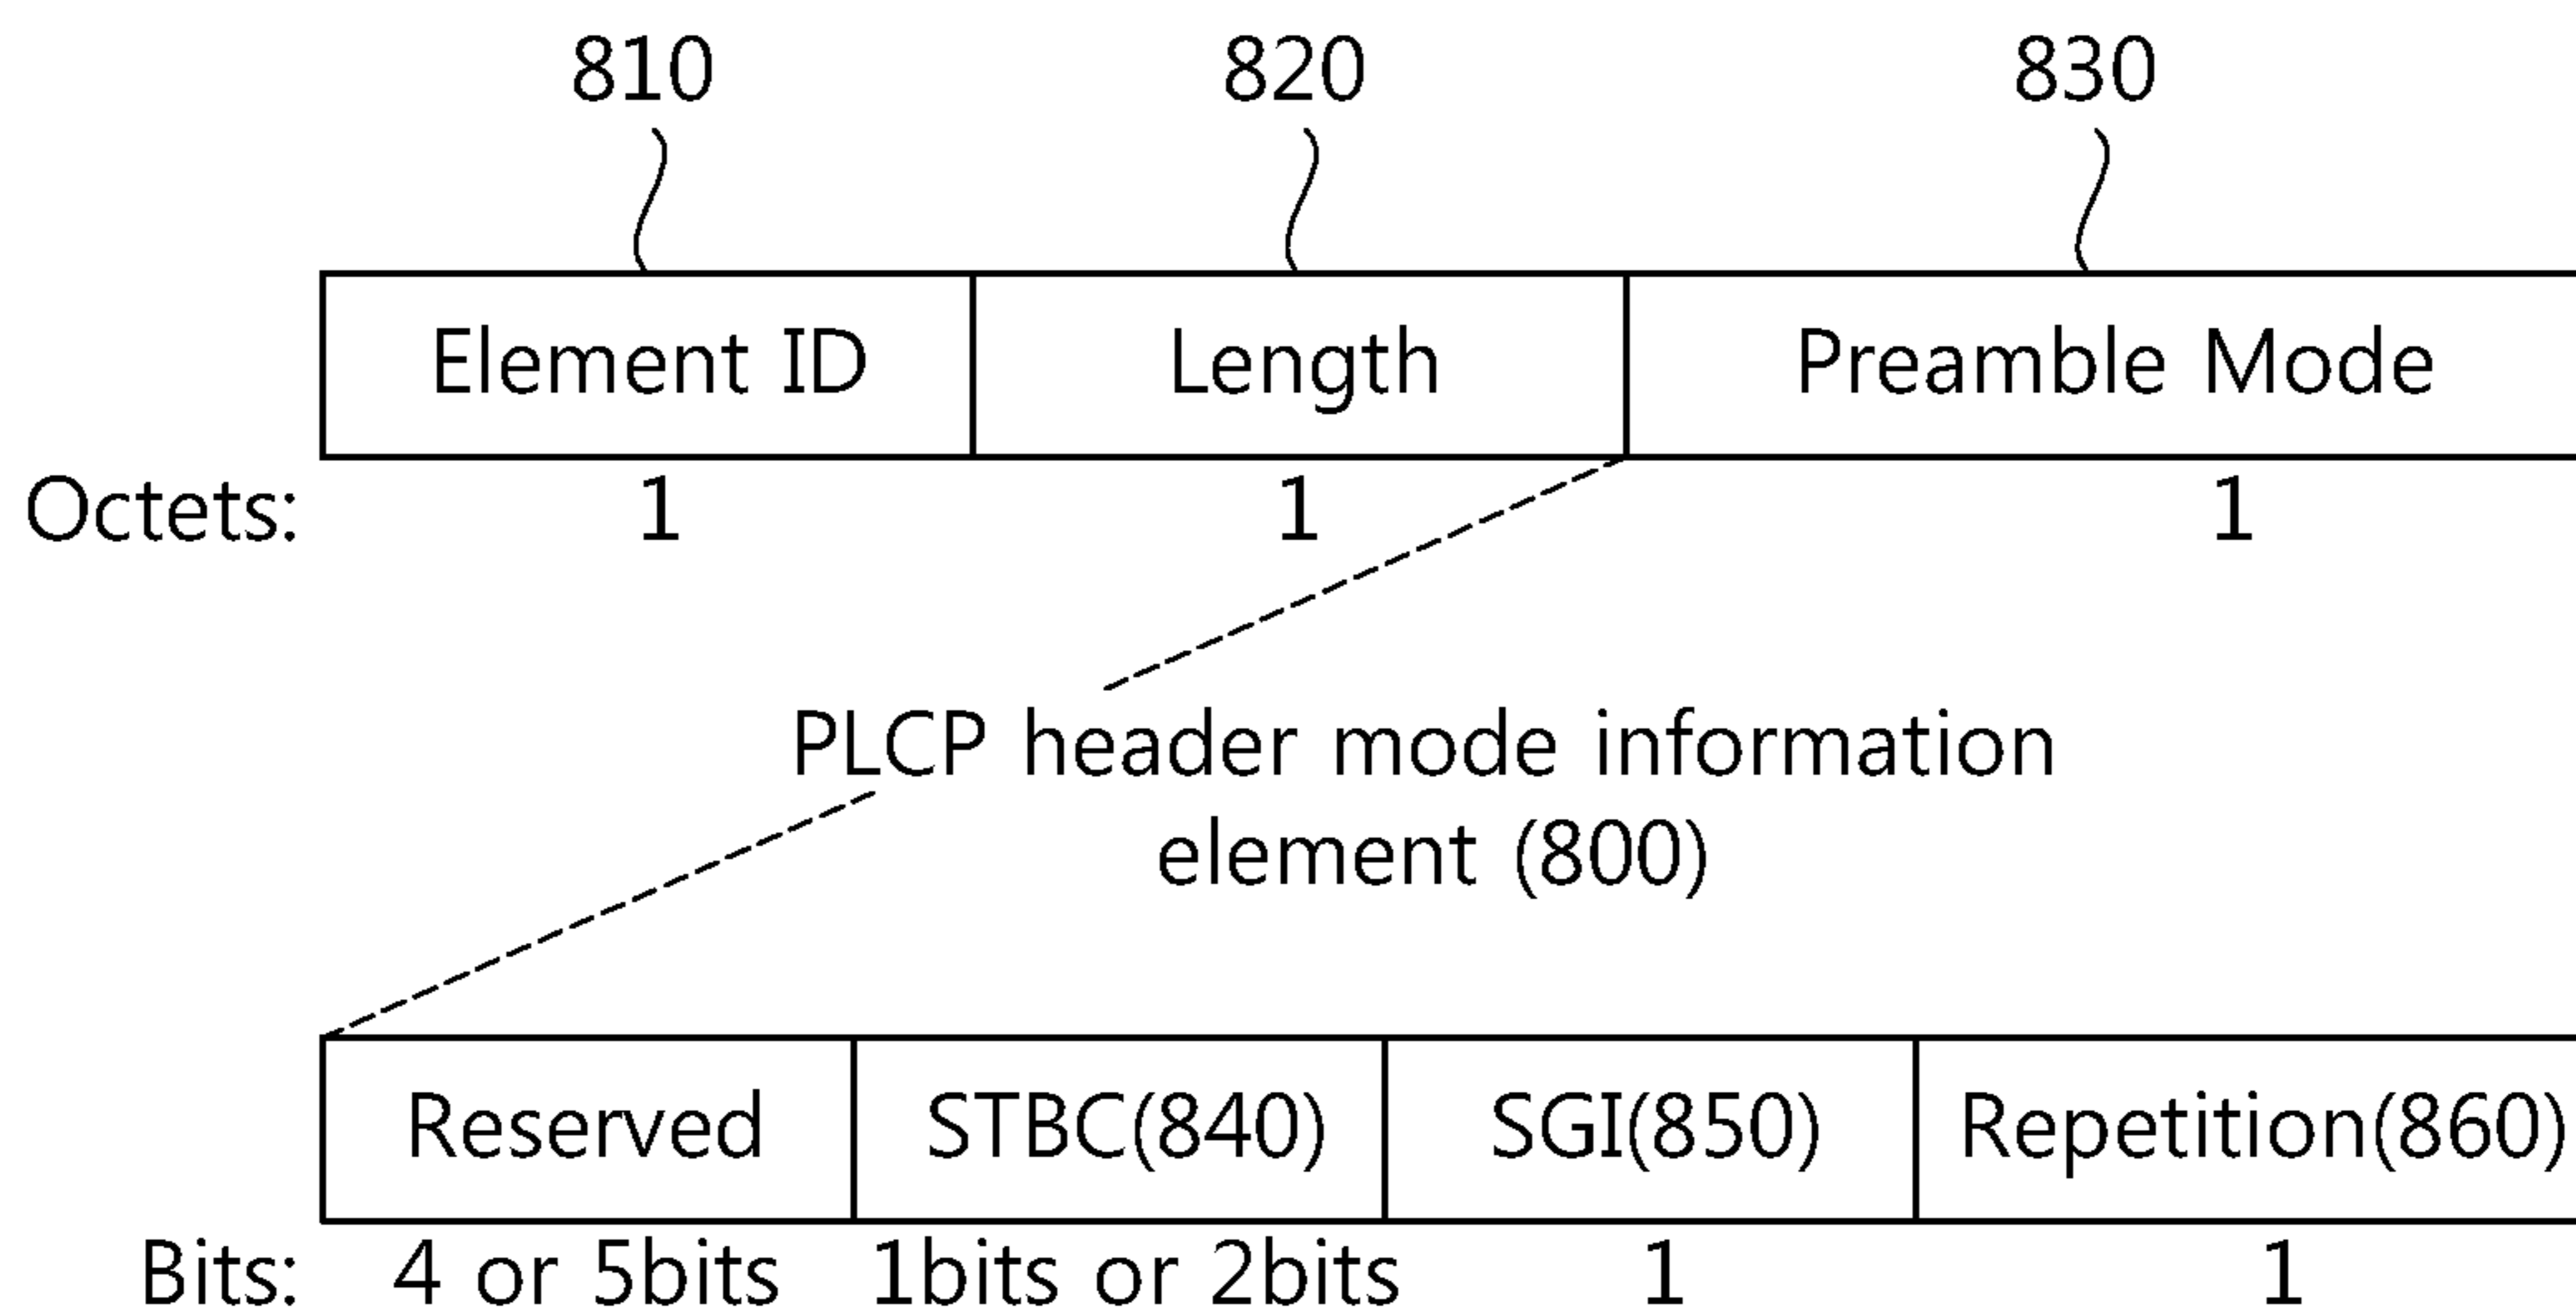 810 820 830
Element ID Length Preamble Mode
Octets: 1 1 1
PLCP header mode information
element (800)
Reserved STBC(840) SGI(850) Repetition(860)
Bits: 4 or 5bits 1bits or 2bits 1 1